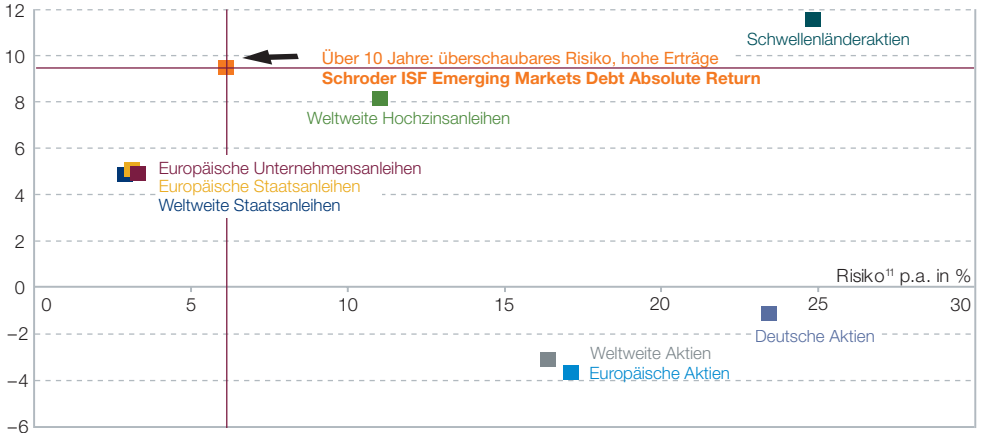 12
Schwellenländeraktien
10
Über 10 Jahre: überschaubares Risiko, hohe Erträge
Schroder ISF Emerging Markets Debt Absolute Return
8
Weltweite Hochzinsanleihen
6
Europäische Unternehmensanleihen
Europäische Staatsanleihen
4
Weltweite Staatsanleihen
2
Risiko¹¹ p.a. in %
0
0 5 10 15 20 25 30
−2
Deutsche Aktien
Weltweite Aktien
−4
Europäische Aktien
−6